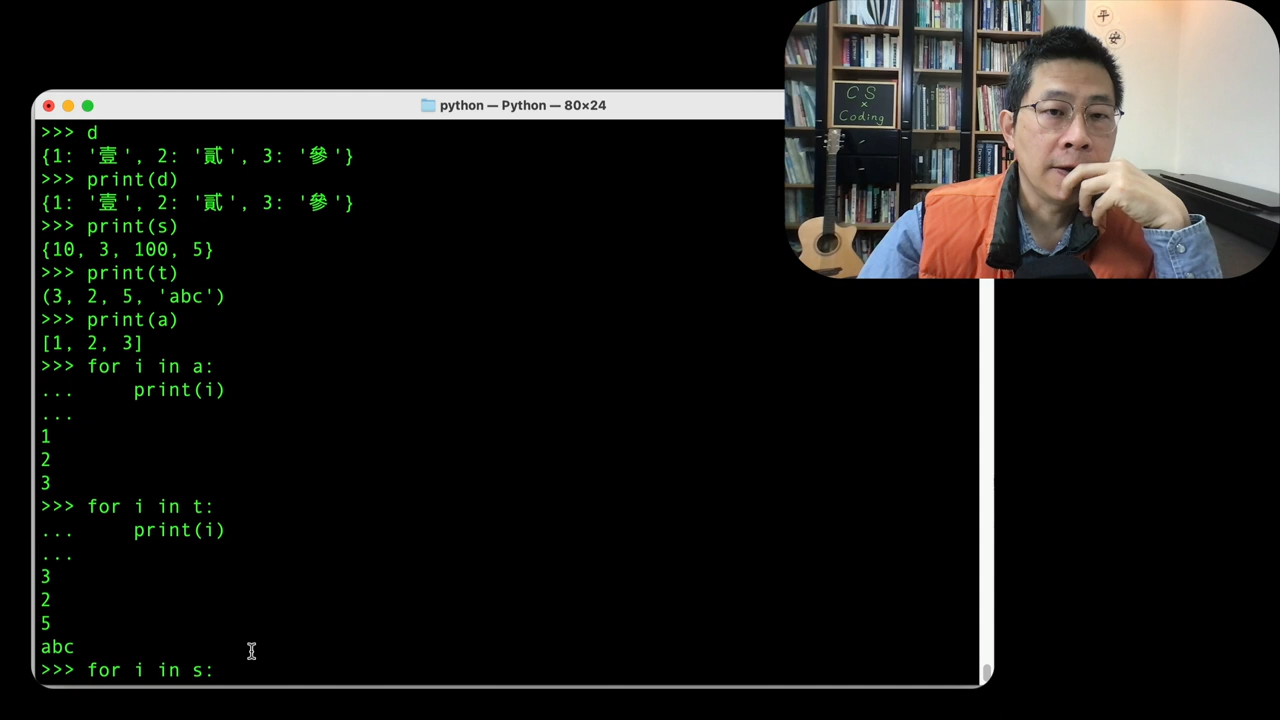 python — Python — 80×24
>>> d
{1: '壹', 2: '貳', 3: '參'}
>>> print(d)
{1: '壹', 2: '貳', 3: '參'}
>>> print(s)
{10, 3, 100, 5}
>>> print(t)
(3, 2, 5, 'abc')
>>> print(a)
[1, 2, 3]
>>> for i in a:
...     print(i)
...
1
2
3
>>> for i in t:
...     print(i)
...
3
2
5
abc
>>> for i in s:
CS
×
Coding
平
安